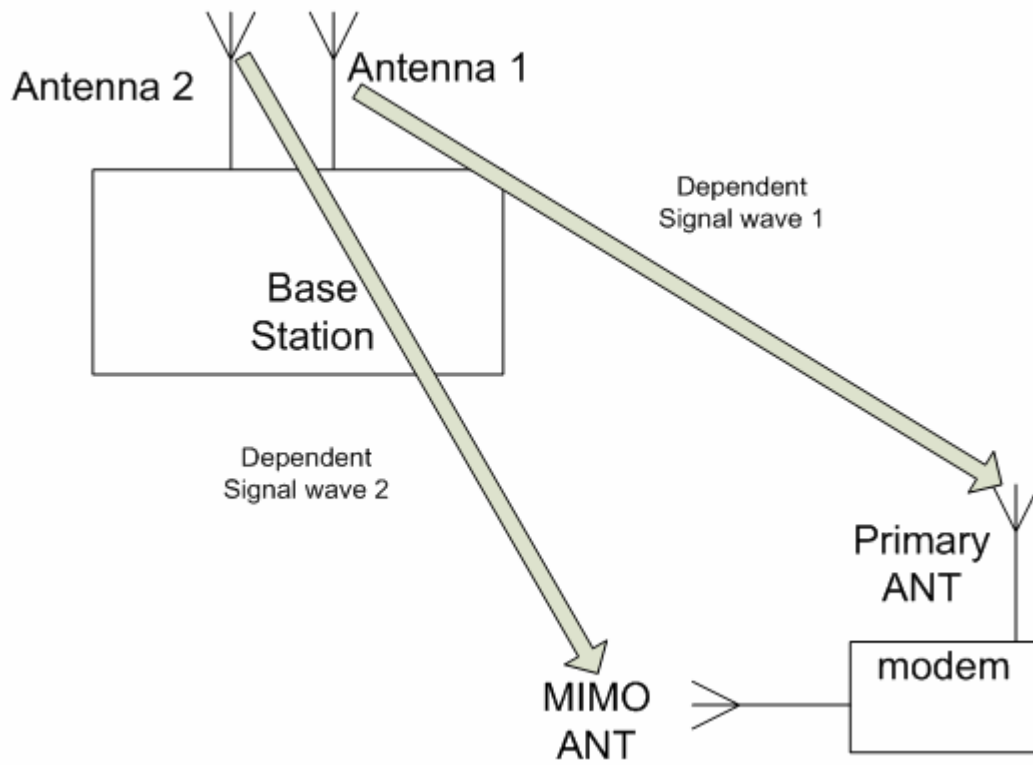 Antenna 2
Antenna 1
Dependent
Signal wave 1
Base
Station
Dependent
Signal wave 2
Primary
ANT
modem
MIMO
ANT